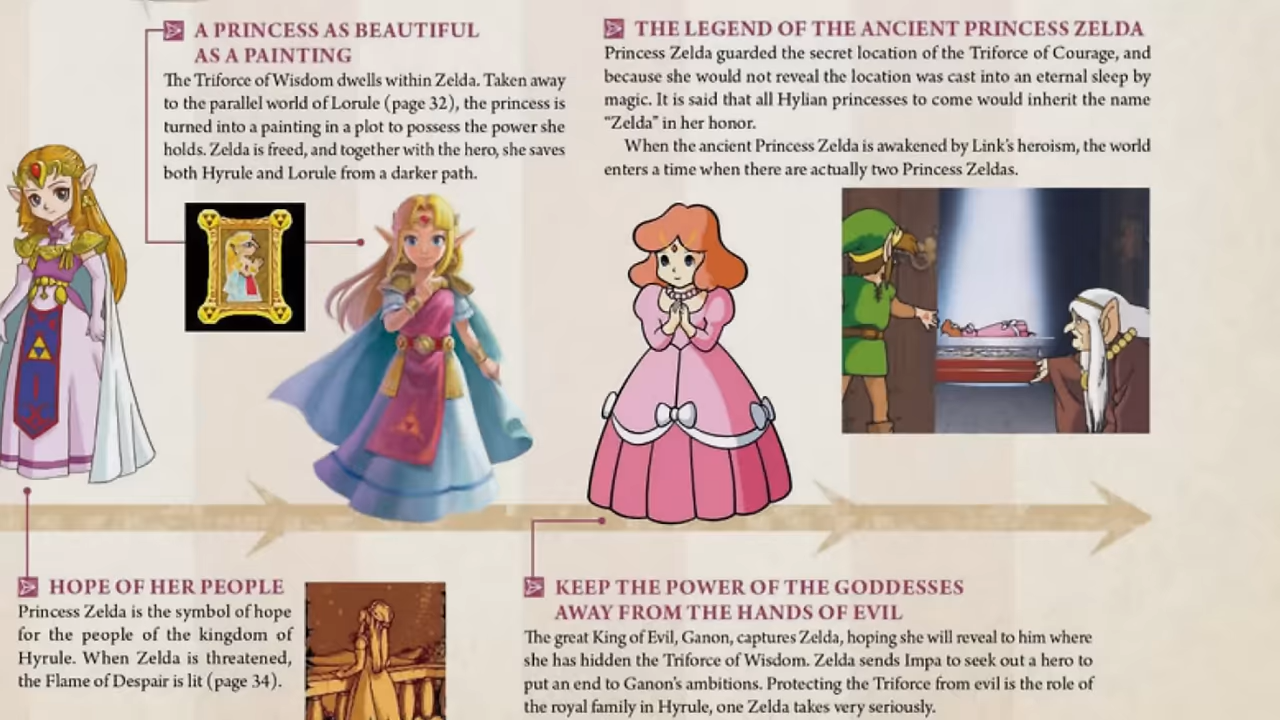 A PRINCESS AS BEAUTIFUL
AS A PAINTING
The Triforce of Wisdom dwells within Zelda. Taken away
to the parallel world of Lorule (page 32), the princess is
turned into a painting in a plot to possess the power she
holds. Zelda is freed, and together with the hero, she saves
both Hyrule and Lorule from a darker path.
THE LEGEND OF THE ANCIENT PRINCESS ZELDA
Princess Zelda guarded the secret location of the Triforce of Courage, and
because she would not reveal the location was cast into an eternal sleep by
magic. It is said that all Hylian princesses to come would inherit the name
“Zelda” in her honor.
When the ancient Princess Zelda is awakened by Link’s heroism, the world
enters a time when there are actually two Princess Zeldas.
HOPE OF HER PEOPLE
Princess Zelda is the symbol of hope
for the people of the kingdom of
Hyrule. When Zelda is threatened,
the Flame of Despair is lit (page 34).
KEEP THE POWER OF THE GODDESSES
AWAY FROM THE HANDS OF EVIL
The great King of Evil, Ganon, captures Zelda, hoping she will reveal to him where
she has hidden the Triforce of Wisdom. Zelda sends Impa to seek out a hero to
put an end to Ganon’s ambitions. Protecting the Triforce from evil is the role of
the royal family in Hyrule, one Zelda takes very seriously.